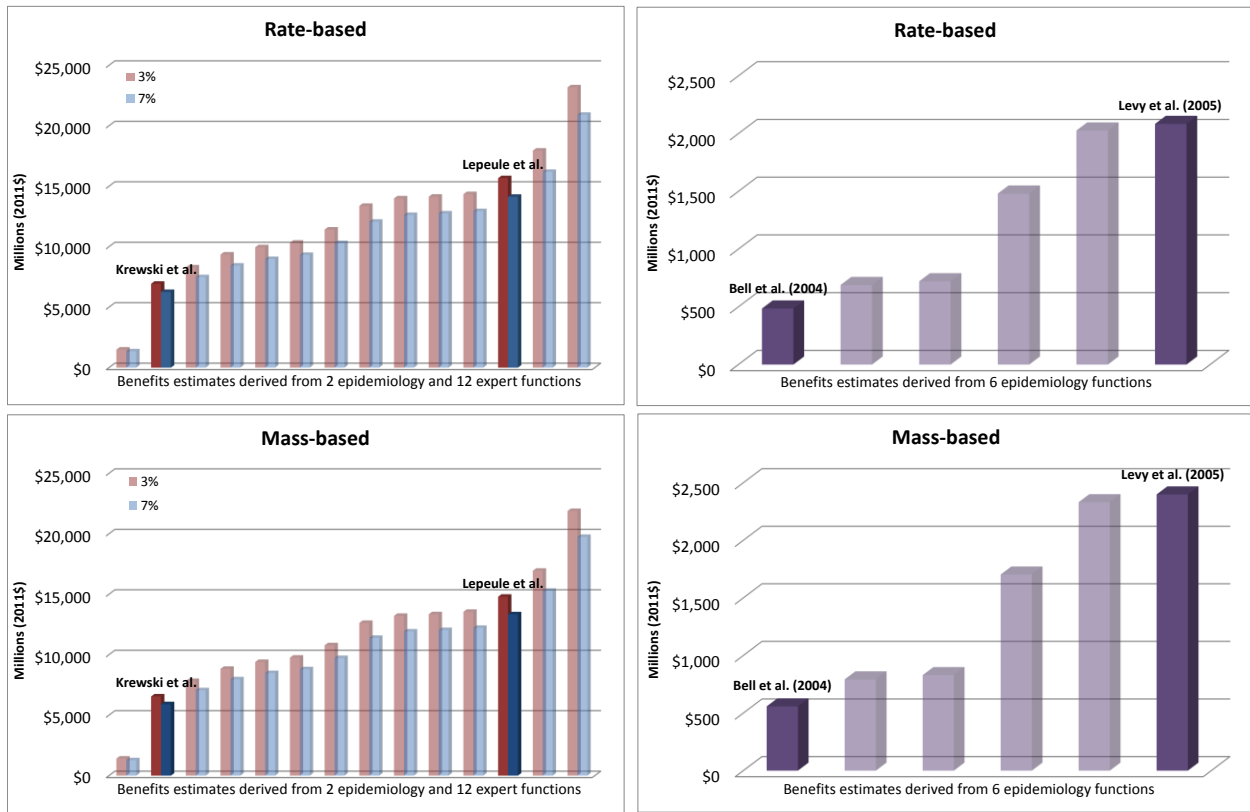 Rate-based
$25,000
3%
7%
$20,000
Lepeule et al.
$15,000
$10,000
Krewski et al.
$5,000
$0
Millions (2011$)
Benefits estimates derived from 2 epidemiology and 12 expert functions
Rate-based
$2,500
Levy et al. (2005)
$2,000
$1,500
$1,000
Bell et al. (2004)
$500
$0
Millions (2011$)
Benefits estimates derived from 6 epidemiology functions
Mass-based
$25,000
3%
7%
$20,000
Lepeule et al.
$15,000
$10,000
Krewski et al.
$5,000
$0
Millions (2011$)
Benefits estimates derived from 2 epidemiology and 12 expert functions
Mass-based
$2,500
Levy et al. (2005)
$2,000
$1,500
$1,000
Bell et al. (2004)
$500
$0
Millions (2011$)
Benefits estimates derived from 6 epidemiology functions